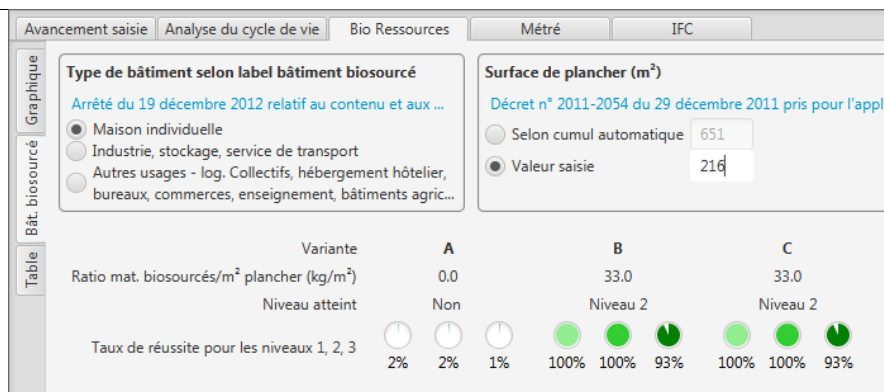 Avancement saisie Analyse du cycle de vie Bio Ressources Métré IFC
Graphique
Bât. biosourcé
Table
Type de bâtiment selon label bâtiment biosourcé
Arrêté du 19 décembre 2012 relatif au contenu et aux ...
Maison individuelle
Industrie, stockage, service de transport
Autres usages - log. Collectifs, hébergement hôtelier,
bureaux, commerces, enseignement, bâtiments agric...
Surface de plancher (m²)
Décret n° 2011-2054 du 29 décembre 2011 pris pour l'appl
Selon cumul automatique 651
Valeur saisie 216
Variante A B C
Ratio mat. biosourcés/m² plancher (kg/m²) 0.0 33.0 33.0
Niveau atteint Non Niveau 2 Niveau 2
Taux de réussite pour les niveaux 1, 2, 3
2% 2% 1% 100% 100% 93% 100% 100% 93%